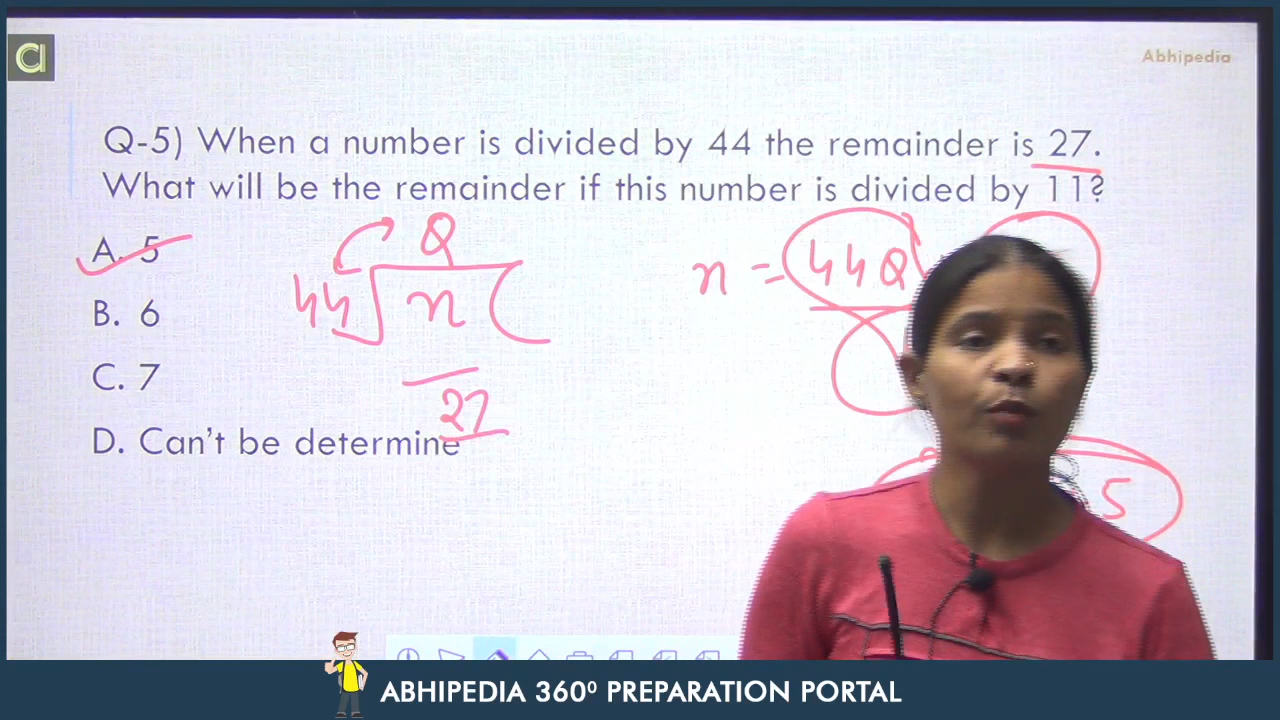 Abhipedia
Q-5) When a number is divided by 44 the remainder is 27.
What will be the remainder if this number is divided by 11?
A. 5
B. 6
C. 7
D. Can't be determine
Q
44 n
27
n = 44Q
5
ABHIPEDIA 360⁰ PREPARATION PORTAL